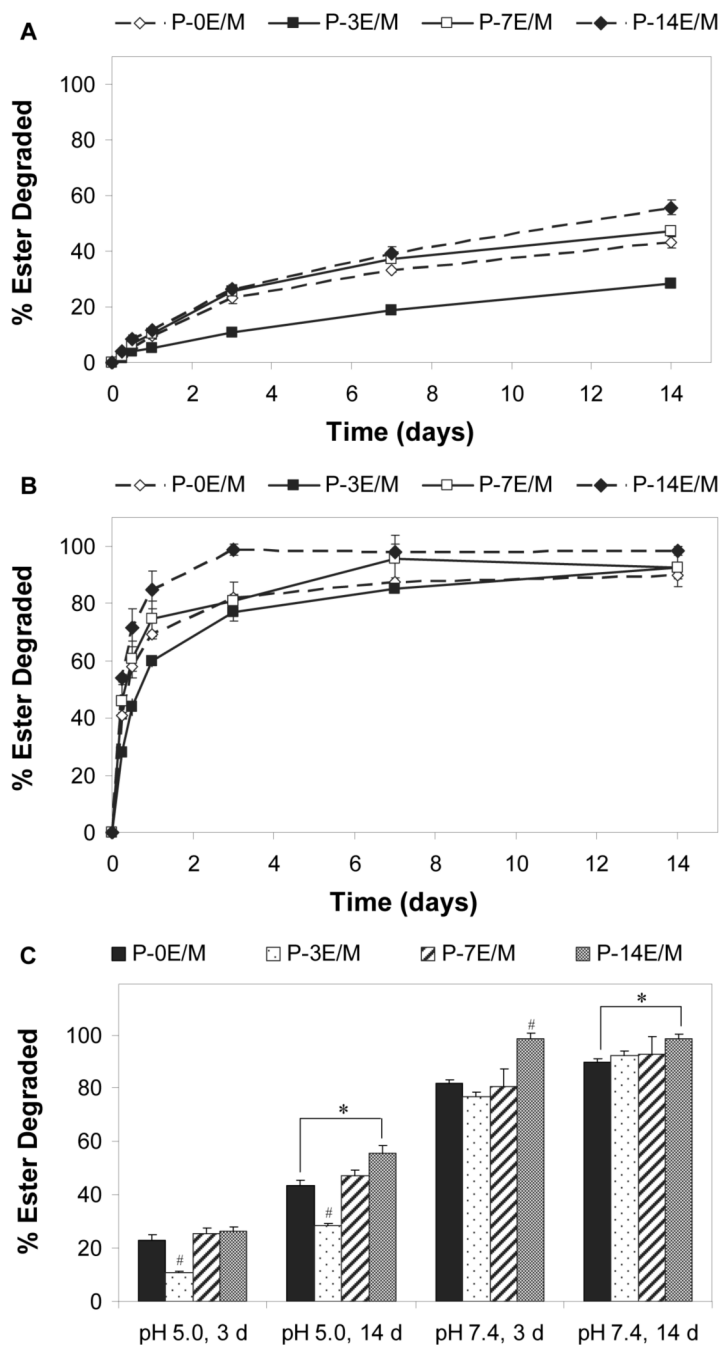 A
P-0E/M P-3E/M P-7E/M P-14E/M
% Ester Degraded
100
80
60
40
20
0
0 2 4 6 8 10 12 14
Time (days)
B
P-0E/M P-3E/M P-7E/M P-14E/M
% Ester Degraded
100
80
60
40
20
0
0 2 4 6 8 10 12 14
Time (days)
C
P-0E/M P-3E/M P-7E/M P-14E/M
% Ester Degraded
100
80
60
40
20
0
#
*
#
#
*
pH 5.0, 3 d pH 5.0, 14 d pH 7.4, 3 d pH 7.4, 14 d